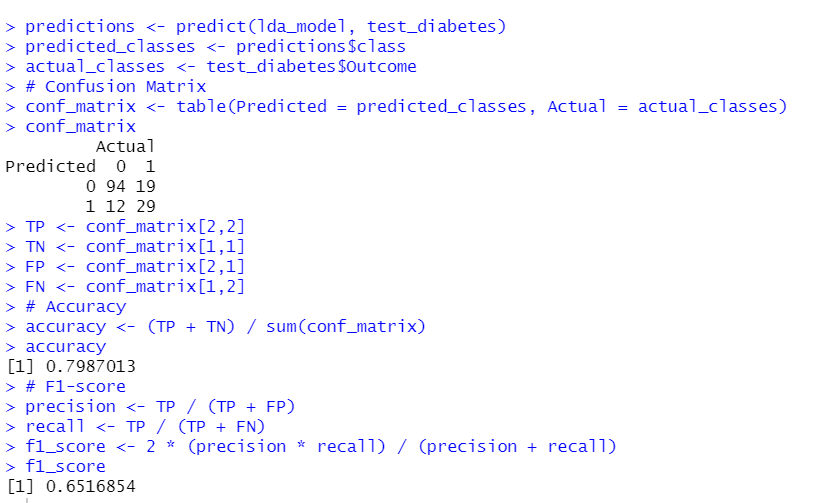 > predictions <- predict(lda_model, test_diabetes)
> predicted_classes <- predictions$class
> actual_classes <- test_diabetes$Outcome
> # Confusion Matrix
> conf_matrix <- table(Predicted = predicted_classes, Actual = actual_classes)
> conf_matrix
         Actual
Predicted  0  1
        0 94 19
        1 12 29
> TP <- conf_matrix[2,2]
> TN <- conf_matrix[1,1]
> FP <- conf_matrix[2,1]
> FN <- conf_matrix[1,2]
> # Accuracy
> accuracy <- (TP + TN) / sum(conf_matrix)
> accuracy
[1] 0.7987013
> # F1-score
> precision <- TP / (TP + FP)
> recall <- TP / (TP + FN)
> f1_score <- 2 * (precision * recall) / (precision + recall)
> f1_score
[1] 0.6516854